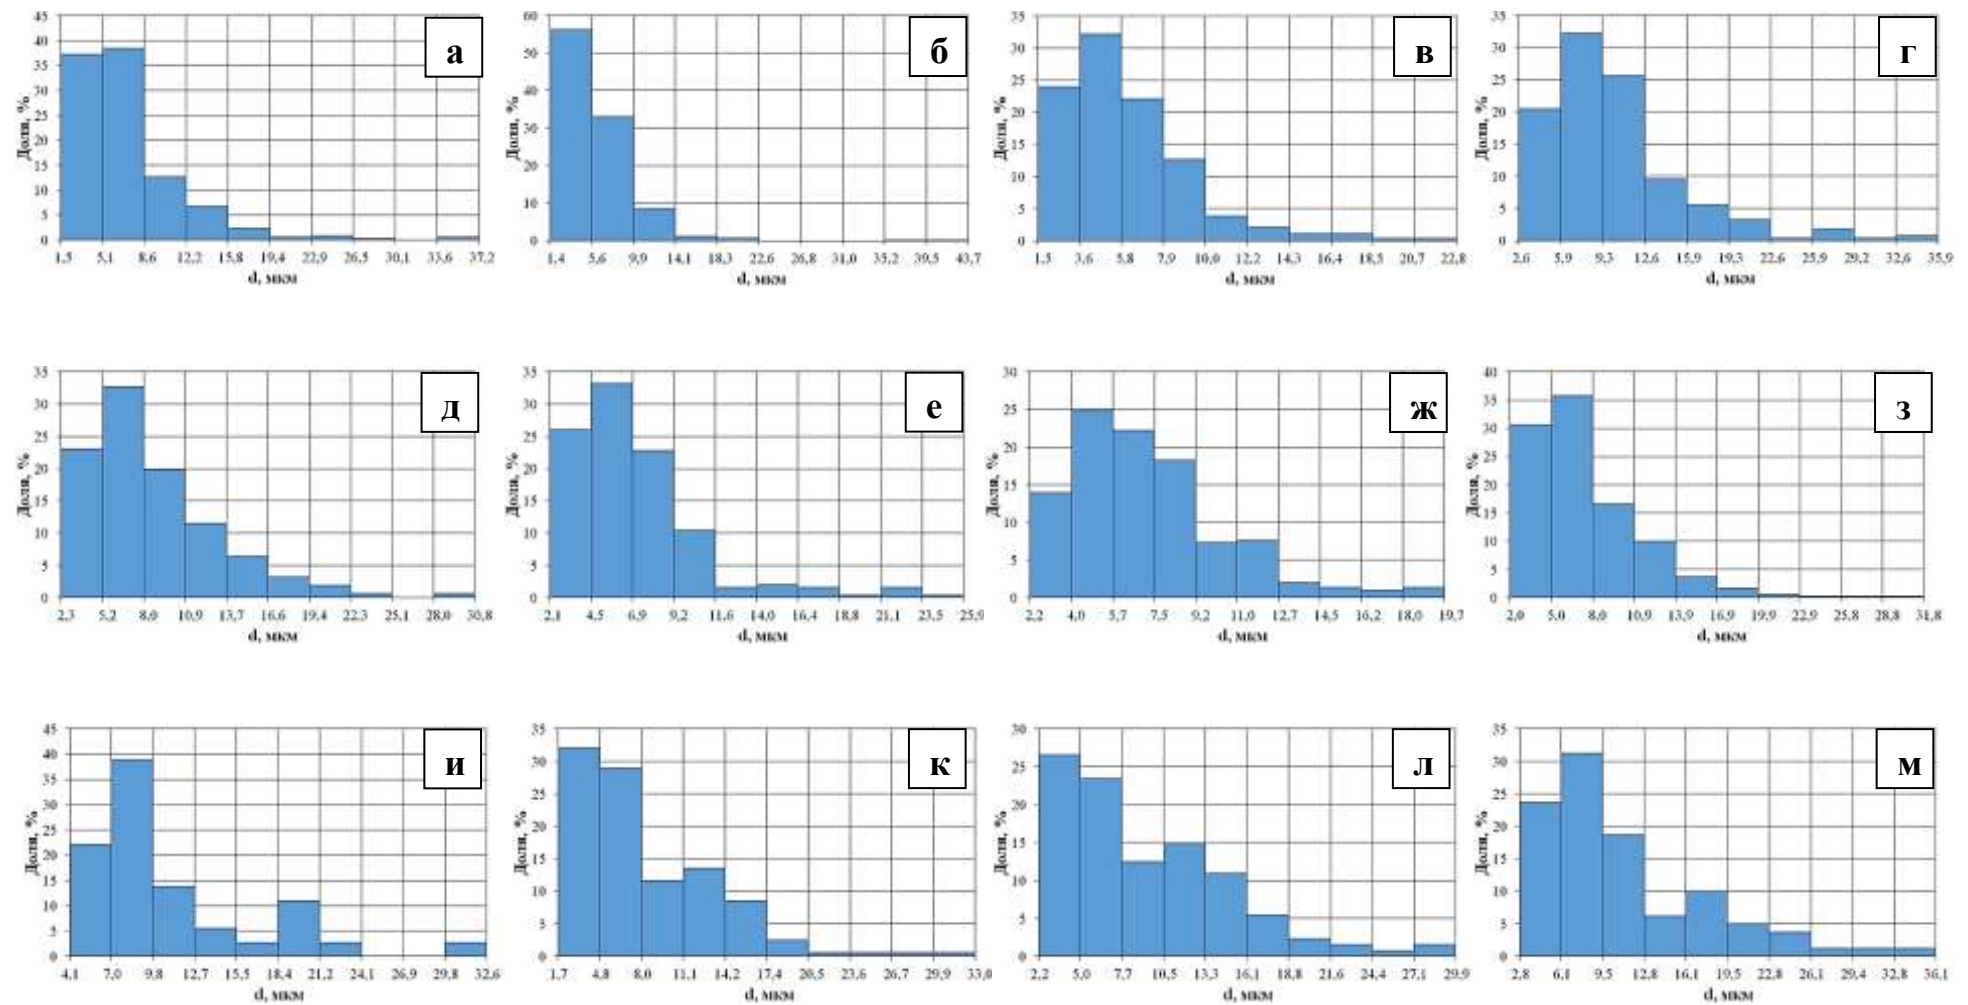 а
Доля, %
45
40
35
30
25
20
15
10
5
0
1,5 5,1 8,6 12,2 15,8 19,4 22,9 26,5 30,1 33,6 37,2
d, мкм
б
Доля, %
60
50
40
30
20
10
0
1,4 5,6 9,9 14,1 18,3 22,6 26,8 31,0 35,2 39,5 43,7
d, мкм
в
Доля, %
35
30
25
20
15
10
5
0
1,5 3,6 5,8 7,9 10,0 12,2 14,3 16,4 18,5 20,7 22,8
d, мкм
г
Доля, %
35
30
25
20
15
10
5
0
2,6 5,9 9,3 12,6 15,9 19,3 22,6 25,9 29,2 32,6 35,9
d, мкм
д
Доля, %
35
30
25
20
15
10
5
0
2,3 5,2 8,0 10,9 13,7 16,6 19,4 22,3 25,1 28,0 30,8
d, мкм
е
Доля, %
35
30
25
20
15
10
5
0
2,1 4,5 6,9 9,2 11,6 14,0 16,4 18,8 21,1 23,5 25,9
d, мкм
ж
Доля, %
30
25
20
15
10
5
0
2,2 4,0 5,7 7,5 9,2 11,0 12,7 14,5 16,2 18,0 19,7
d, мкм
з
Доля, %
40
35
30
25
20
15
10
5
0
2,0 5,0 8,0 10,9 13,9 16,9 19,9 22,9 25,8 28,8 31,8
d, мкм
и
Доля, %
45
40
35
30
25
20
15
10
5
0
4,1 7,0 9,8 12,7 15,5 18,4 21,2 24,1 26,9 29,8 32,6
d, мкм
к
Доля, %
35
30
25
20
15
10
5
0
1,7 4,8 8,0 11,1 14,2 17,4 20,5 23,6 26,7 29,9 33,0
d, мкм
л
Доля, %
30
25
20
15
10
5
0
2,2 5,0 7,7 10,5 13,3 16,1 18,8 21,6 24,4 27,1 29,9
d, мкм
м
Доля, %
35
30
25
20
15
10
5
0
2,8 6,1 9,5 12,8 16,1 19,5 22,8 26,1 29,4 32,8 36,1
d, мкм